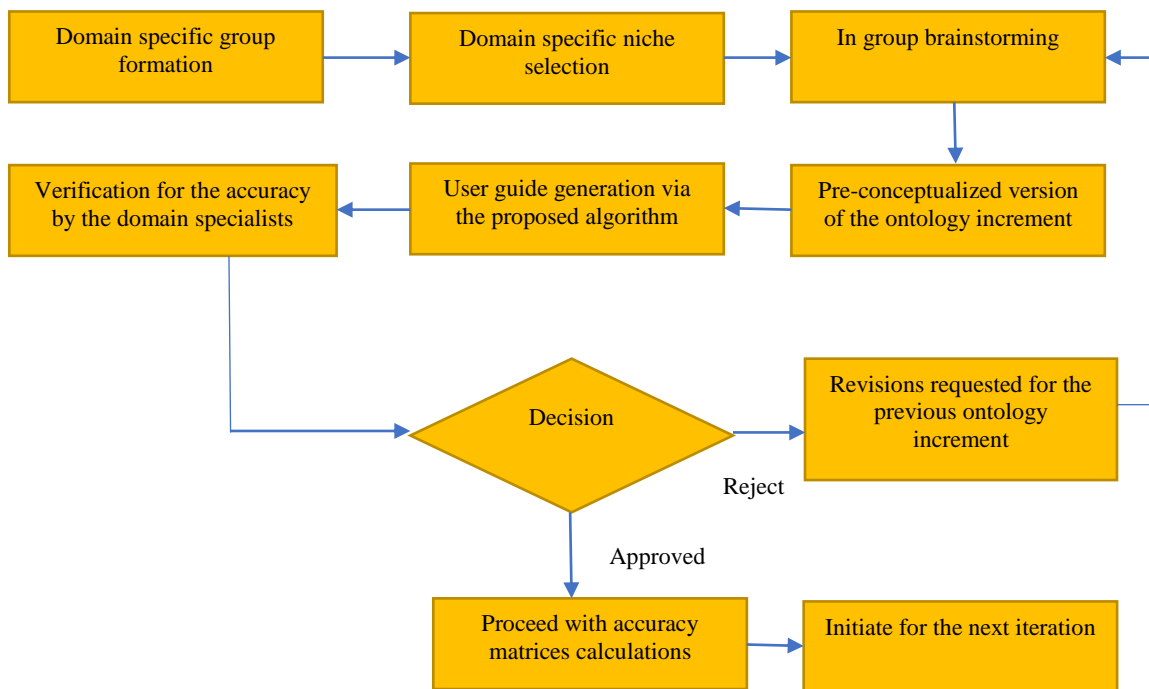 Domain specific group
formation
Domain specific niche
selection
In group brainstorming
Verification for the accuracy
by the domain specialists
User guide generation via
the proposed algorithm
Pre-conceptualized version
of the ontology increment
Decision
Revisions requested for the
previous ontology
increment
Reject
Approved
Proceed with accuracy
matrices calculations
Initiate for the next iteration